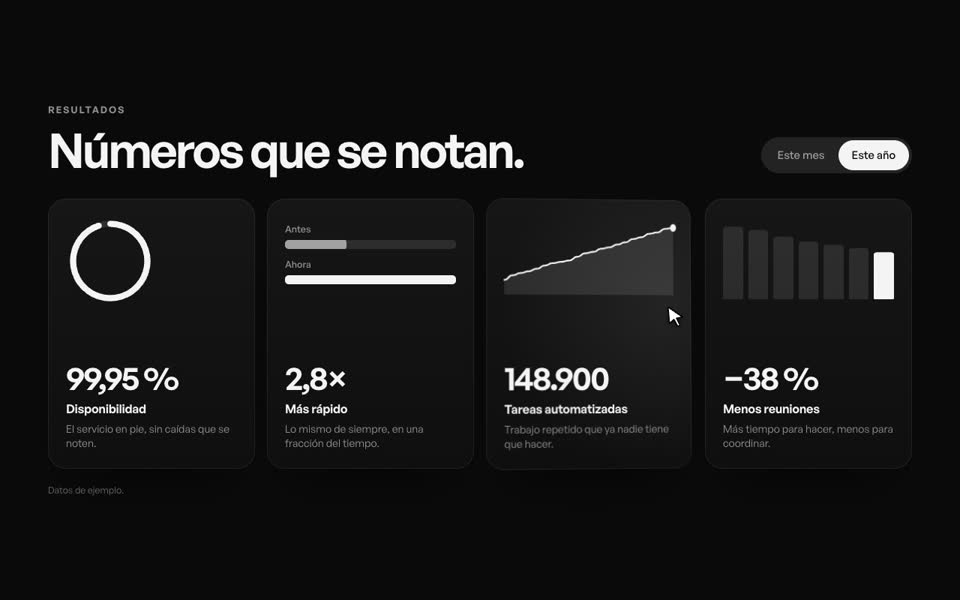 RESULTADOS
Números que se notan.
Este mes
Este año
Antes
Ahora
99,95 %
Disponibilidad
El servicio en pie, sin caídas que se
noten.
2,8×
Más rápido
Lo mismo de siempre, en una
fracción del tiempo.
148.900
Tareas automatizadas
Trabajo repetido que ya nadie tiene
que hacer.
−38 %
Menos reuniones
Más tiempo para hacer, menos para
coordinar.
Datos de ejemplo.